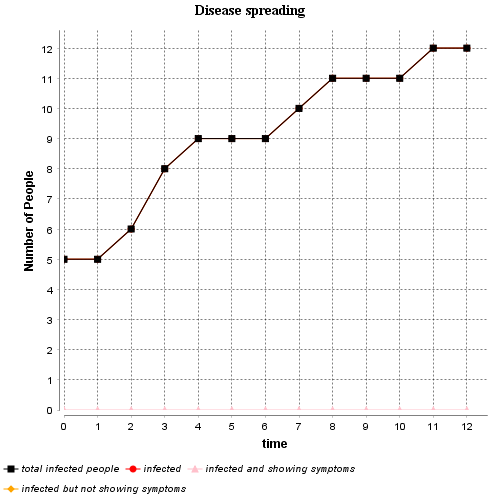 Disease spreading
12
11
10
9
8
7
6
5
4
3
2
1
0
Number of People
0 1 2 3 4 5 6 7 8 9 10 11 12
time
total infected people infected infected and showing symptoms
infected but not showing symptoms